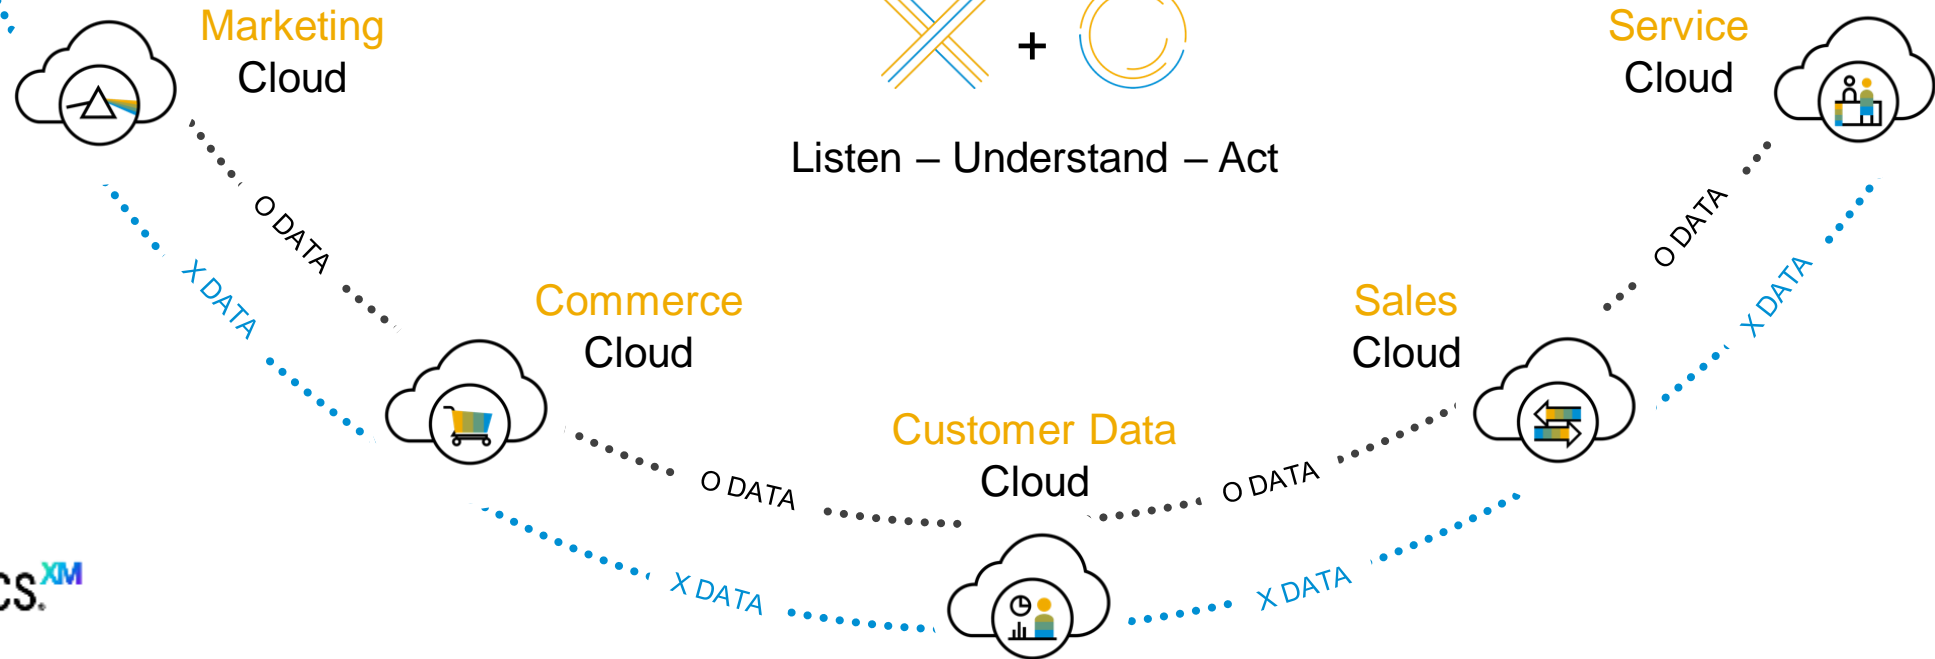 Marketing
Cloud
+
Service
Cloud
Listen – Understand – Act
O DATA
X DATA
O DATA
X DATA
Commerce
Cloud
Sales
Cloud
Customer Data
Cloud
O DATA
O DATA
X DATA
X DATA
cs.XM